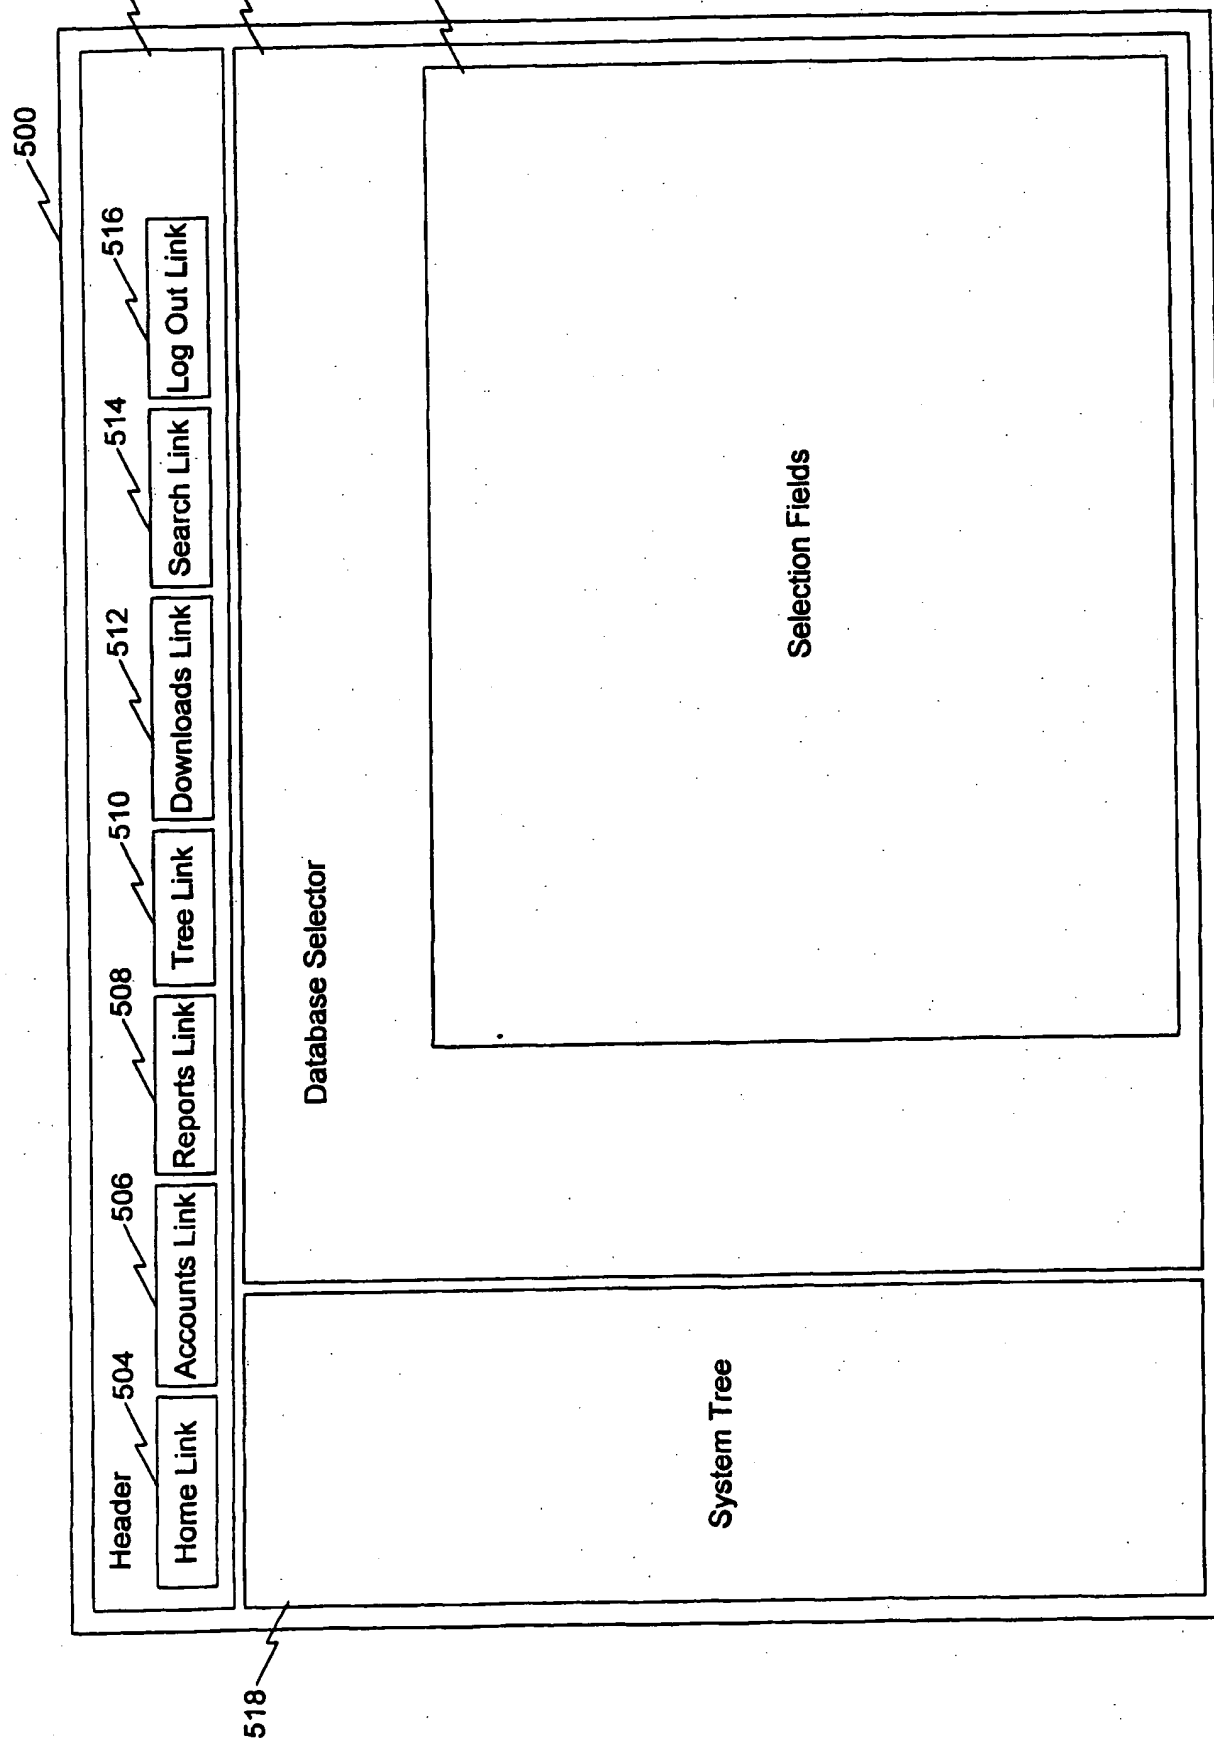 500
Header
504
506
508
510
512
514
516
Home Link
Accounts Link
Reports Link
Tree Link
Downloads Link
Search Link
Log Out Link
Database Selector
System Tree
Selection Fields
518